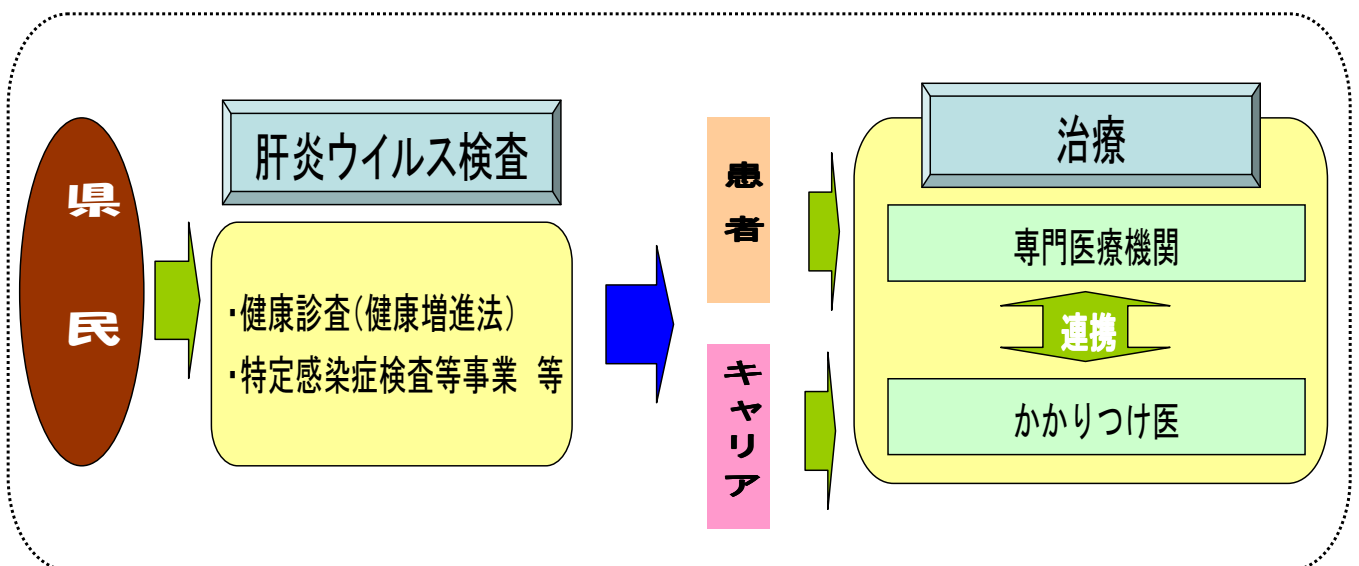 県民
肝炎ウイルス検査
・健康診査(健康増進法)
・特定感染症検査等事業 等
患者
キャリア
治療
専門医療機関
連携
かかりつけ医